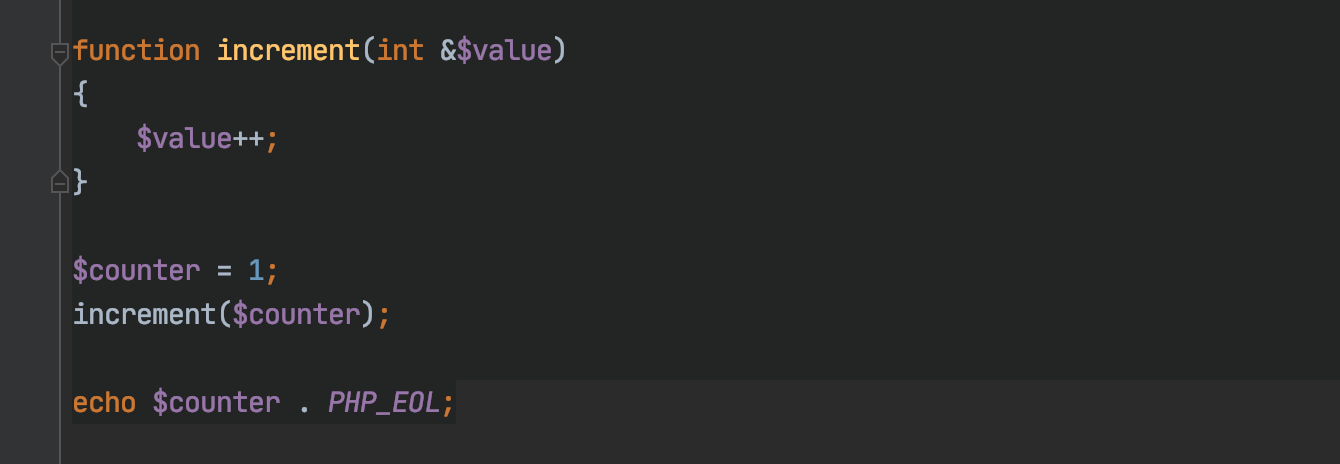 function increment(int &$value)
{
    $value++;
}
$counter = 1;
increment($counter);
echo $counter . PHP_EOL;